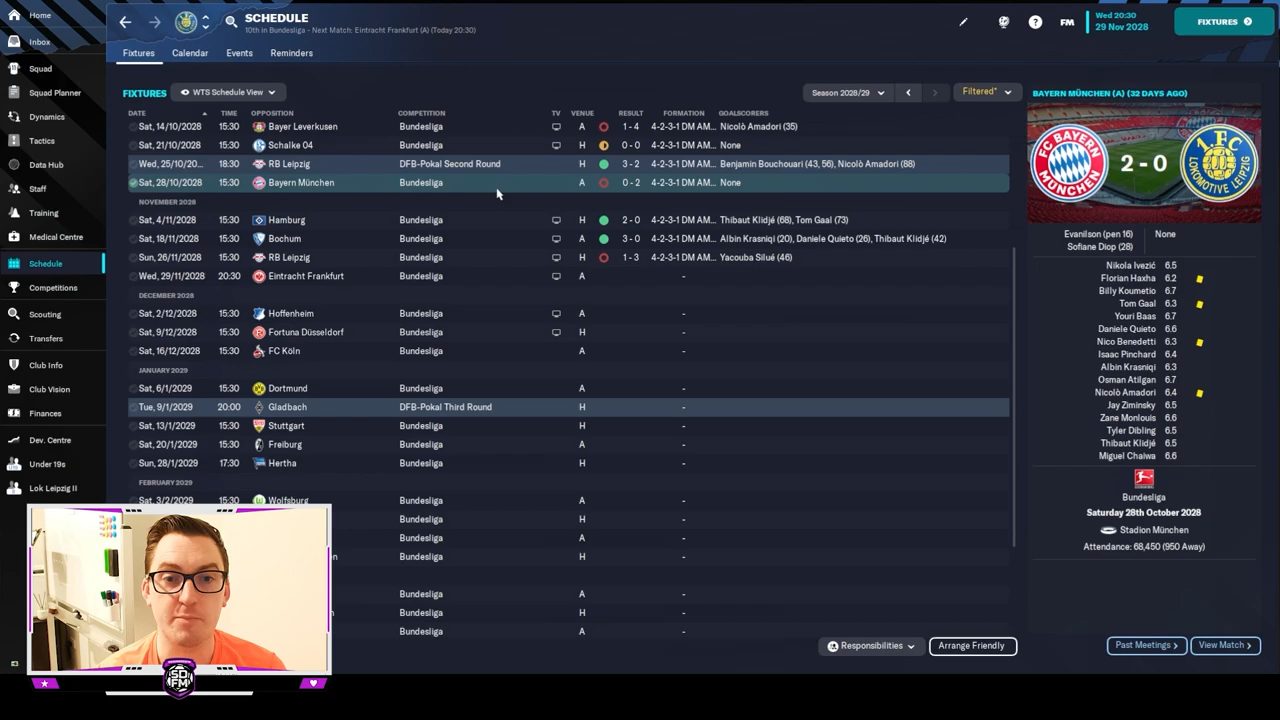 Home
Inbox
Squad
Squad Planner
Dynamics
Tactics
Data Hub
Staff
Training
Medical Centre
Schedule
Competitions
Scouting
Transfers
Club Info
Club Vision
Finances
Dev. Centre
Under 19s
Lok Leipzig II
SCHEDULE
10th in Bundesliga - Next Match: Eintracht Frankfurt (A) (Today 20:30)
FM
Wed 20:30
29 Nov 2028
FIXTURES
Fixtures Calendar Events Reminders
FIXTURES WTS Schedule View Season 2028/29 Filtered*
DATE TIME OPPOSITION COMPETITION TV VENUE RESULT FORMATION GOALSCORERS
Sat, 14/10/2028 15:30 Bayer Leverkusen Bundesliga A 1 - 4 4-2-3-1 DM AM... Nicolò Amadori (35)
Sat, 21/10/2028 15:30 Schalke 04 Bundesliga H 0 - 0 4-2-3-1 DM AM... None
Wed, 25/10/20... 18:30 RB Leipzig DFB-Pokal Second Round H 3 - 2 4-2-3-1 DM AM... Benjamin Bouchouari (43, 56), Nicolò Amadori (88)
Sat, 28/10/2028 15:30 Bayern München Bundesliga A 0 - 2 4-2-3-1 DM AM... None
NOVEMBER 2028
Sat, 4/11/2028 15:30 Hamburg Bundesliga H 2 - 0 4-2-3-1 DM AM... Thibaut Klidjé (68), Tom Gaal (73)
Sat, 18/11/2028 15:30 Bochum Bundesliga A 3 - 0 4-2-3-1 DM AM... Albin Krasniqi (20), Daniele Quieto (26), Thibaut Klidjé (42)
Sun, 26/11/2028 15:30 RB Leipzig Bundesliga H 1 - 3 4-2-3-1 DM AM... Yacouba Silué (46)
Wed, 29/11/2028 20:30 Eintracht Frankfurt Bundesliga A -
DECEMBER 2028
Sat, 2/12/2028 15:30 Hoffenheim Bundesliga A -
Sat, 9/12/2028 15:30 Fortuna Düsseldorf Bundesliga H -
Sat, 16/12/2028 15:30 FC Köln Bundesliga A -
JANUARY 2029
Sat, 6/1/2029 15:30 Dortmund Bundesliga A -
Tue, 9/1/2029 20:00 Gladbach DFB-Pokal Third Round H -
Sat, 13/1/2029 15:30 Stuttgart Bundesliga H -
Sat, 20/1/2029 15:30 Freiburg Bundesliga A -
Sun, 28/1/2029 17:30 Hertha Bundesliga H -
FEBRUARY 2029
Sat, 3/2/2029 15:30 Wolfsburg Bundesliga A -
Bundesliga H -
Bundesliga A -
Bundesliga H -
Bundesliga A -
Bundesliga H -
Bundesliga A -
Responsibilities Arrange Friendly
BAYERN MÜNCHEN (A) (32 DAYS AGO)
FC BAYERN MÜNCHEN
2 - 0
1.FC LOKOMOTIVE LEIPZIG
Evanilson (pen 16) None
Sofiane Diop (28)
Nikola Ivezić 6.5
Florian Haxha 6.2
Billy Koumetio 6.7
Tom Gaal 6.3
Youri Baas 6.7
Daniele Quieto 6.6
Nico Benedetti 6.3
Isaac Pinchard 6.4
Albin Krasniqi 6.3
Osman Atilgan 6.7
Nicolò Amadori 6.4
Jay Ziminsky 6.5
Zane Monlouis 6.6
Tyler Dibling 6.5
Thibaut Klidjé 6.5
Miguel Chaiwa 6.6
Bundesliga
Saturday 28th October 2028
Stadion München
Attendance: 68,450 (950 Away)
Past Meetings View Match
SDFM